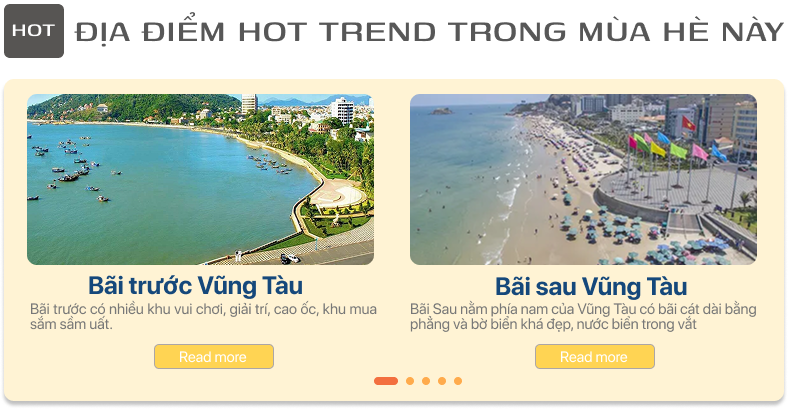 HOT ĐỊA ĐIỂM HOT TREND TRONG MÙA HÈ NÀY
Bãi trước Vũng Tàu
Bãi trước có nhiều khu vui chơi, giải trí, cao ốc, khu mua
sắm sầm uất.
Read more
Bãi sau Vũng Tàu
Bãi Sau nằm phía nam của Vũng Tàu có bãi cát dài bằng
phẳng và bờ biển khá đẹp, nước biển trong vắt
Read more